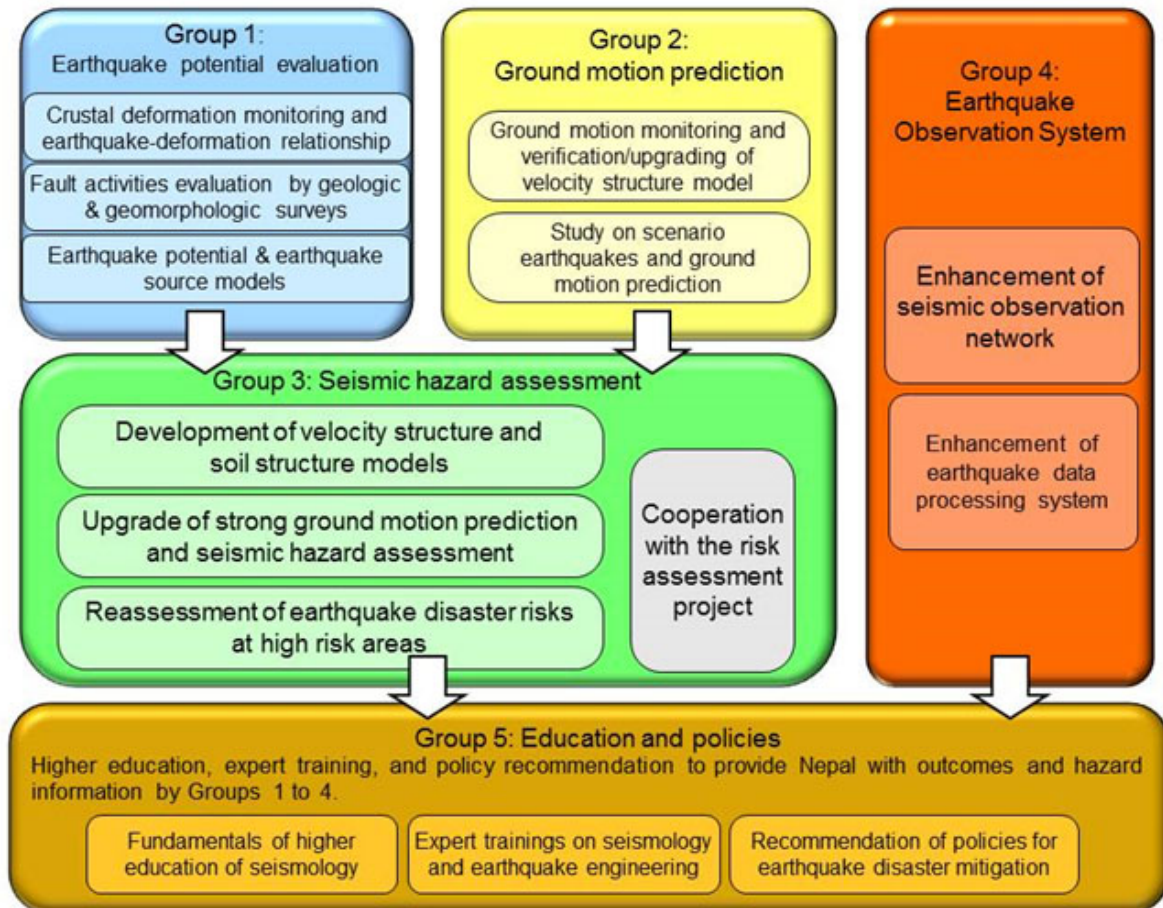 Group 1:
Earthquake potential evaluation
Crustal deformation monitoring and
earthquake-deformation relationship
Fault activities evaluation by geologic
& geomorphologic surveys
Earthquake potential & earthquake
source models
Group 2:
Ground motion prediction
Ground motion monitoring and
verification/upgrading of
velocity structure model
Study on scenario
earthquakes and ground
motion prediction
Group 4:
Earthquake
Observation System
Enhancement of
seismic observation
network
Enhancement of
earthquake data
processing system
Group 3: Seismic hazard assessment
Development of velocity structure and
soil structure models
Upgrade of strong ground motion prediction
and seismic hazard assessment
Reassessment of earthquake disaster risks
at high risk areas
Cooperation
with the risk
assessment
project
Group 5: Education and policies
Higher education, expert training, and policy recommendation to provide Nepal with outcomes and hazard
information by Groups 1 to 4.
Fundamentals of higher
education of seismology
Expert trainings on seismology
and earthquake engineering
Recommendation of policies for
earthquake disaster mitigation